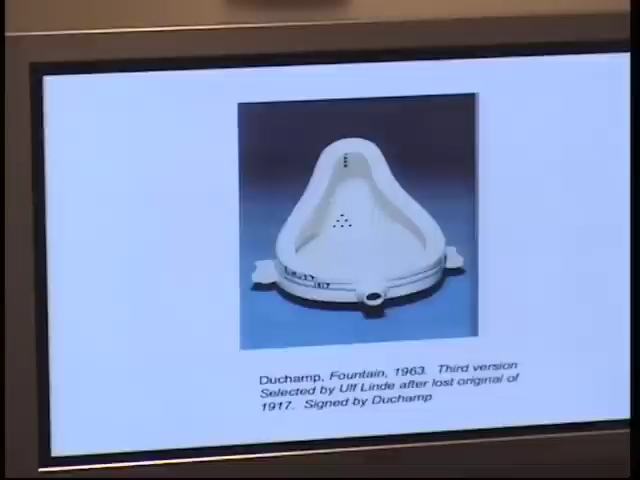 Duchamp, Fountain, 1963. Third version
Selected by Ulf Linde after lost original of
1917. Signed by Duchamp